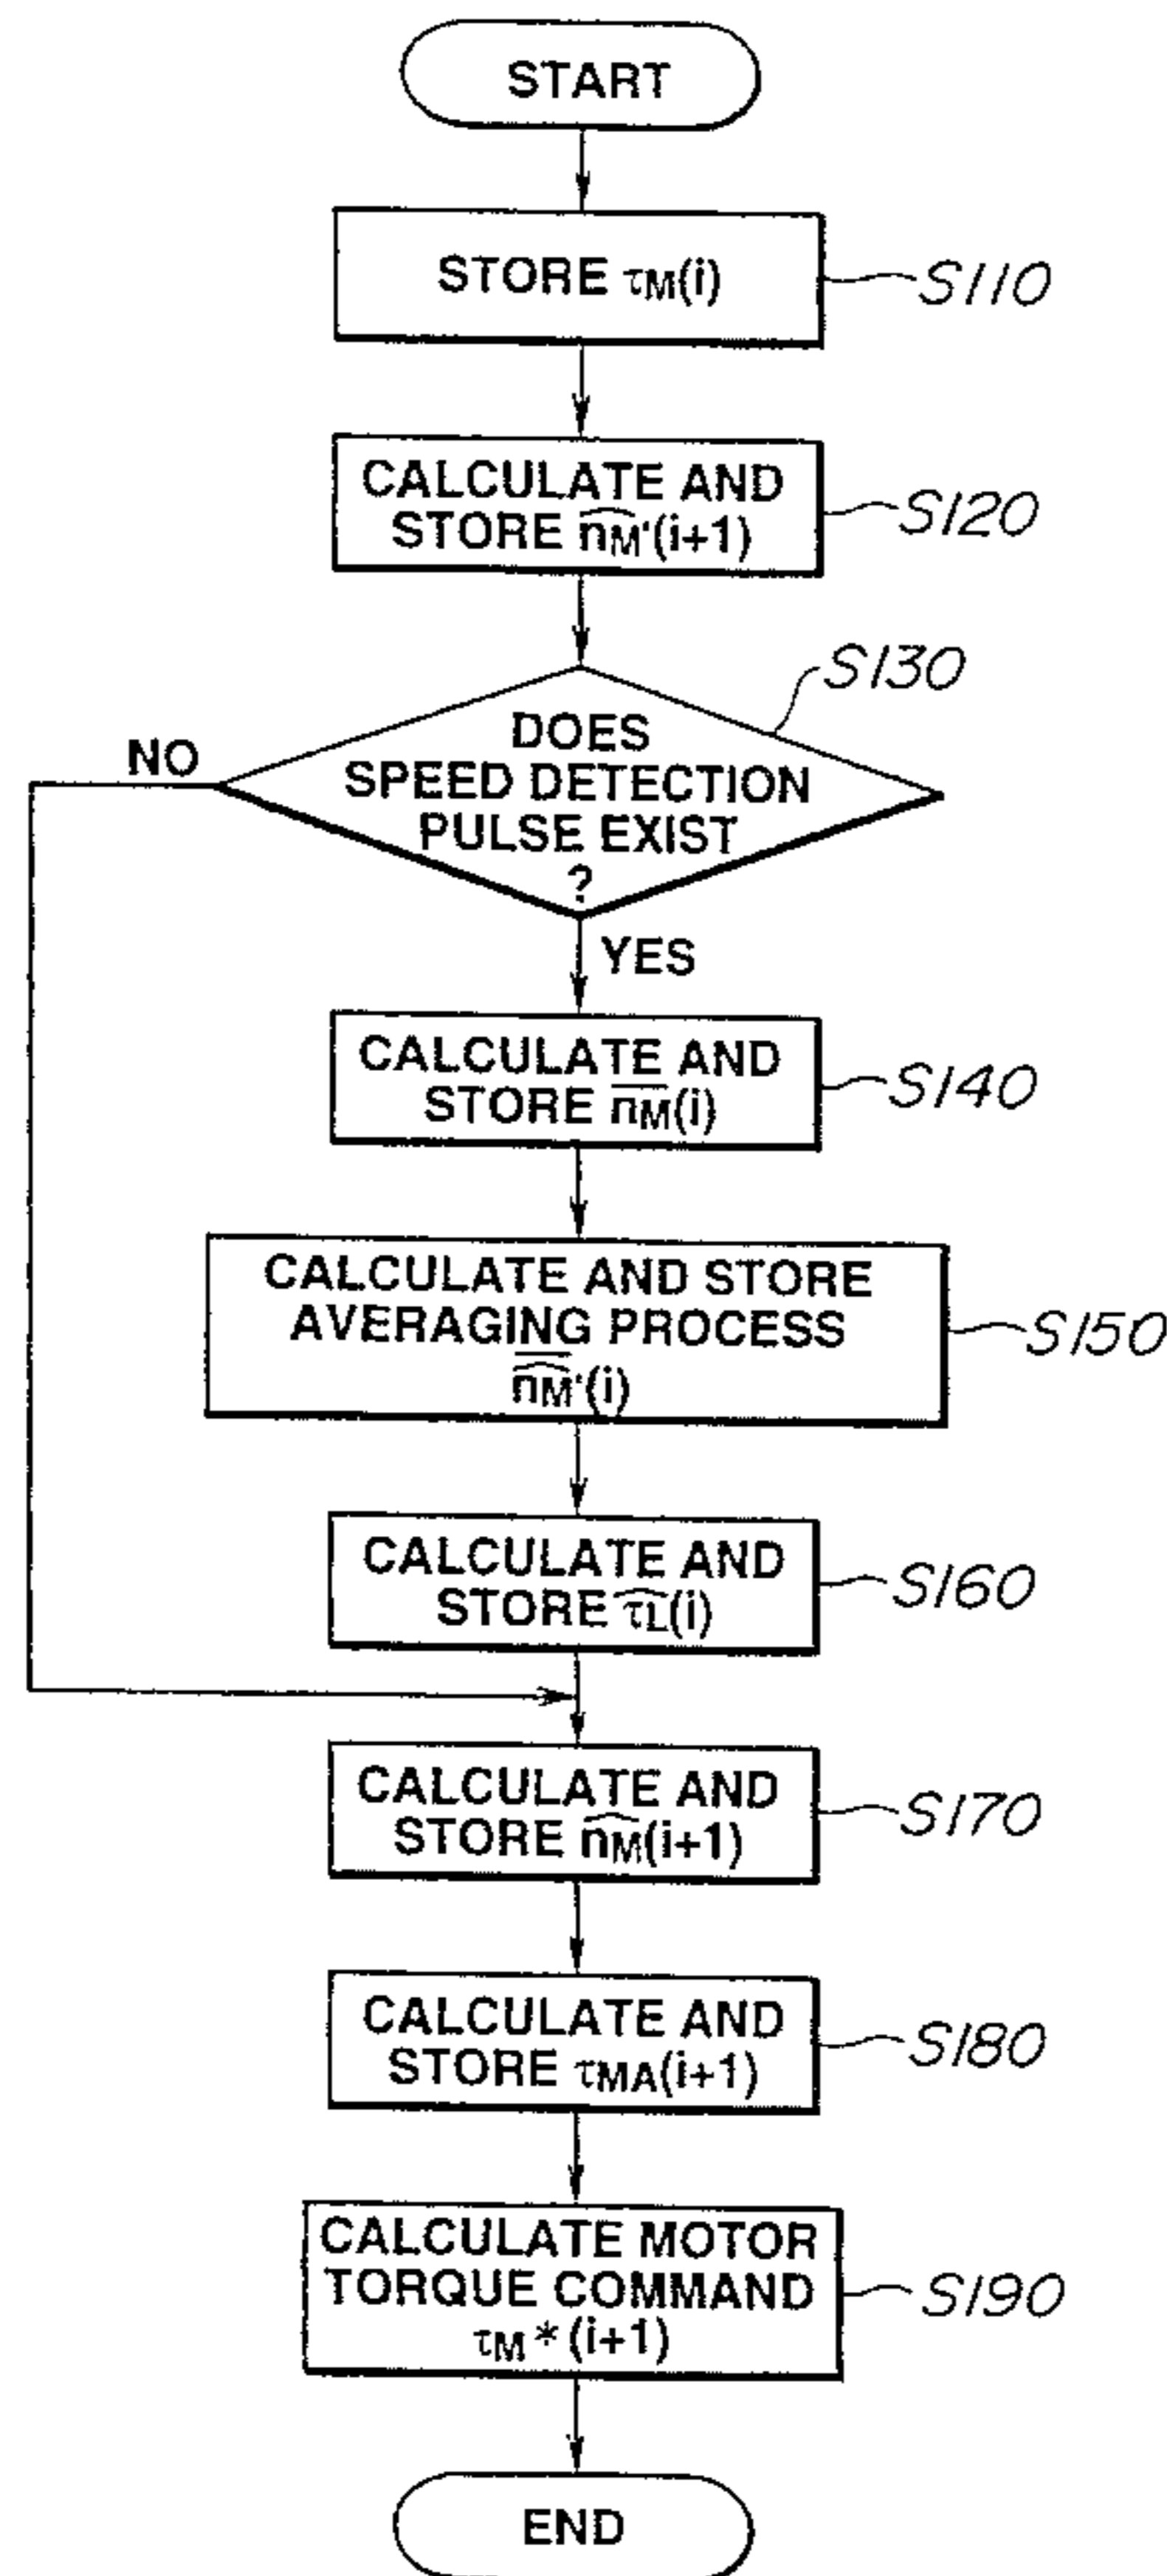 START
STORE τM(i)
S110
CALCULATE AND
STORE n̂M'(i+1)
S120
S130
NO
DOES
SPEED DETECTION
PULSE EXIST
?
YES
CALCULATE AND
STORE n̅M̅(i)
S140
CALCULATE AND STORE
AVERAGING PROCESS
n̂̅M'(i)
S150
CALCULATE AND
STORE τ̂L(i)
S160
CALCULATE AND
STORE n̂M(i+1)
S170
CALCULATE AND
STORE τMA(i+1)
S180
CALCULATE MOTOR
TORQUE COMMAND
τM*(i+1)
S190
END